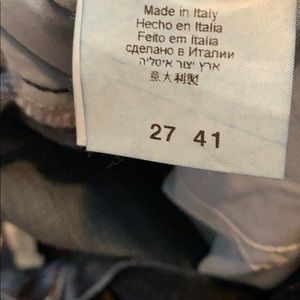 Made in Italy
Hecho en Italia
Feito em Italia
сделано в Италии
ארץ יצור איטליה
意大利製
27 41